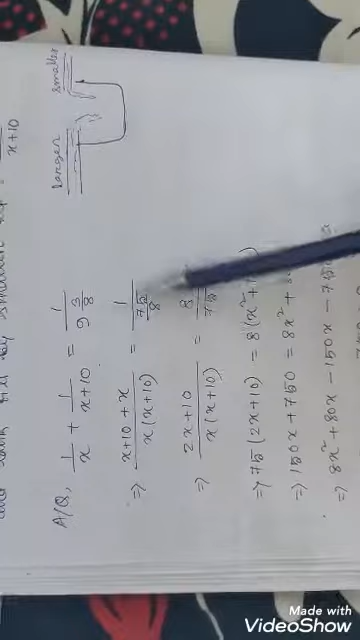 x+10
larger smaller
A/Q, 1/x + 1/(x+10) = 1/(9 3/8)
⇒ (x+10+x)/(x(x+10)) = 1/(75/8)
⇒ (2x+10)/(x(x+10)) = 8/75
⇒ 75(2x+10) = 8(x²+
⇒ 150x+750 = 8x²+
⇒ 8x²+80x-150x-750
Made with
VideoShow